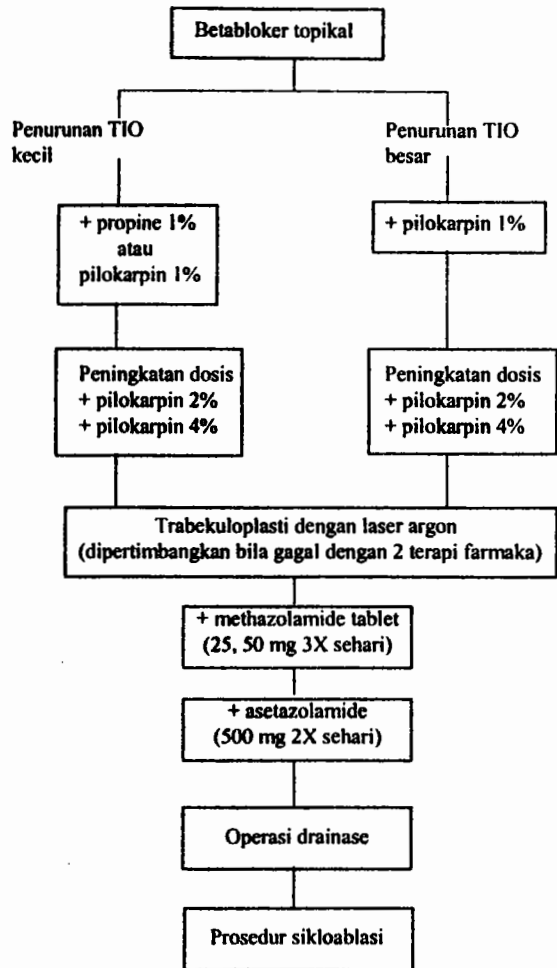 Betabloker topikal
Penurunan TIO
kecil
Penurunan TIO
besar
+ propine 1%
atau
pilokarpin 1%
+ pilokarpin 1%
Peningkatan dosis
+ pilokarpin 2%
+ pilokarpin 4%
Peningkatan dosis
+ pilokarpin 2%
+ pilokarpin 4%
Trabekuloplasti dengan laser argon
(dipertimbangkan bila gagal dengan 2 terapi farmaka)
+ methazolamide tablet
(25, 50 mg 3X sehari)
+ asetazolamide
(500 mg 2X sehari)
Operasi drainase
Prosedur sikloablasi